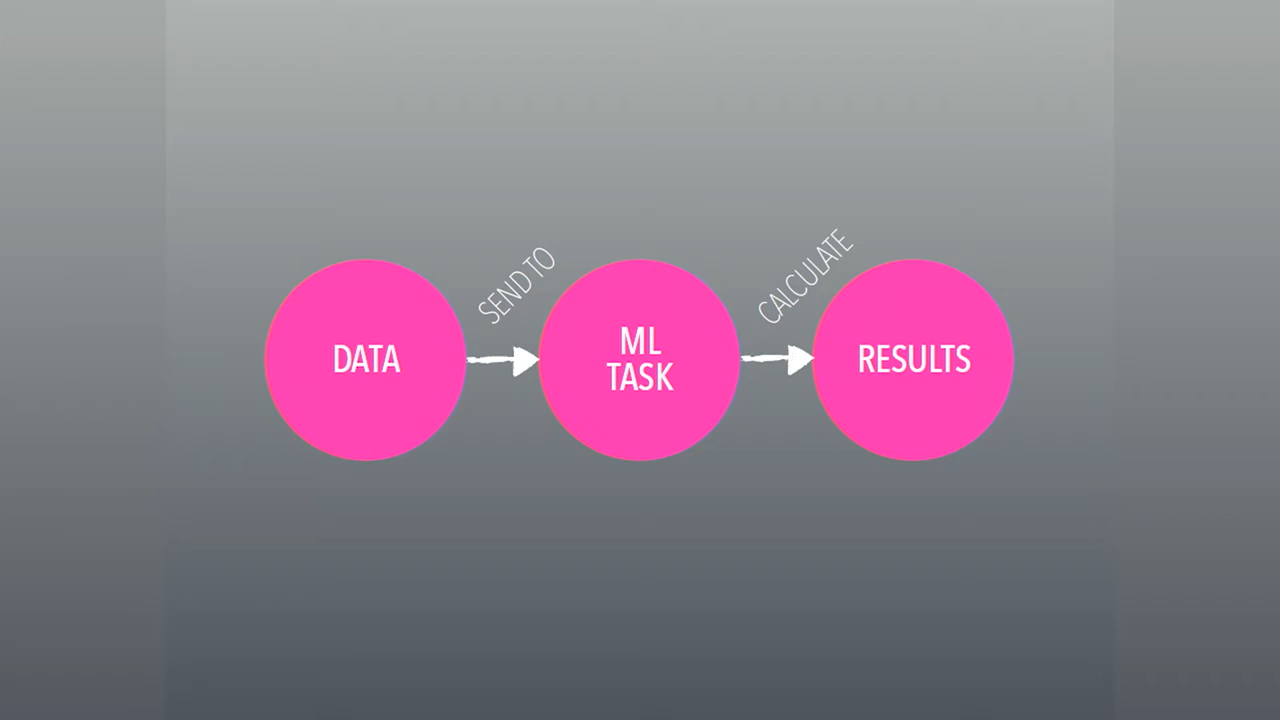 DATA
SEND TO
ML
TASK
CALCULATE
RESULTS